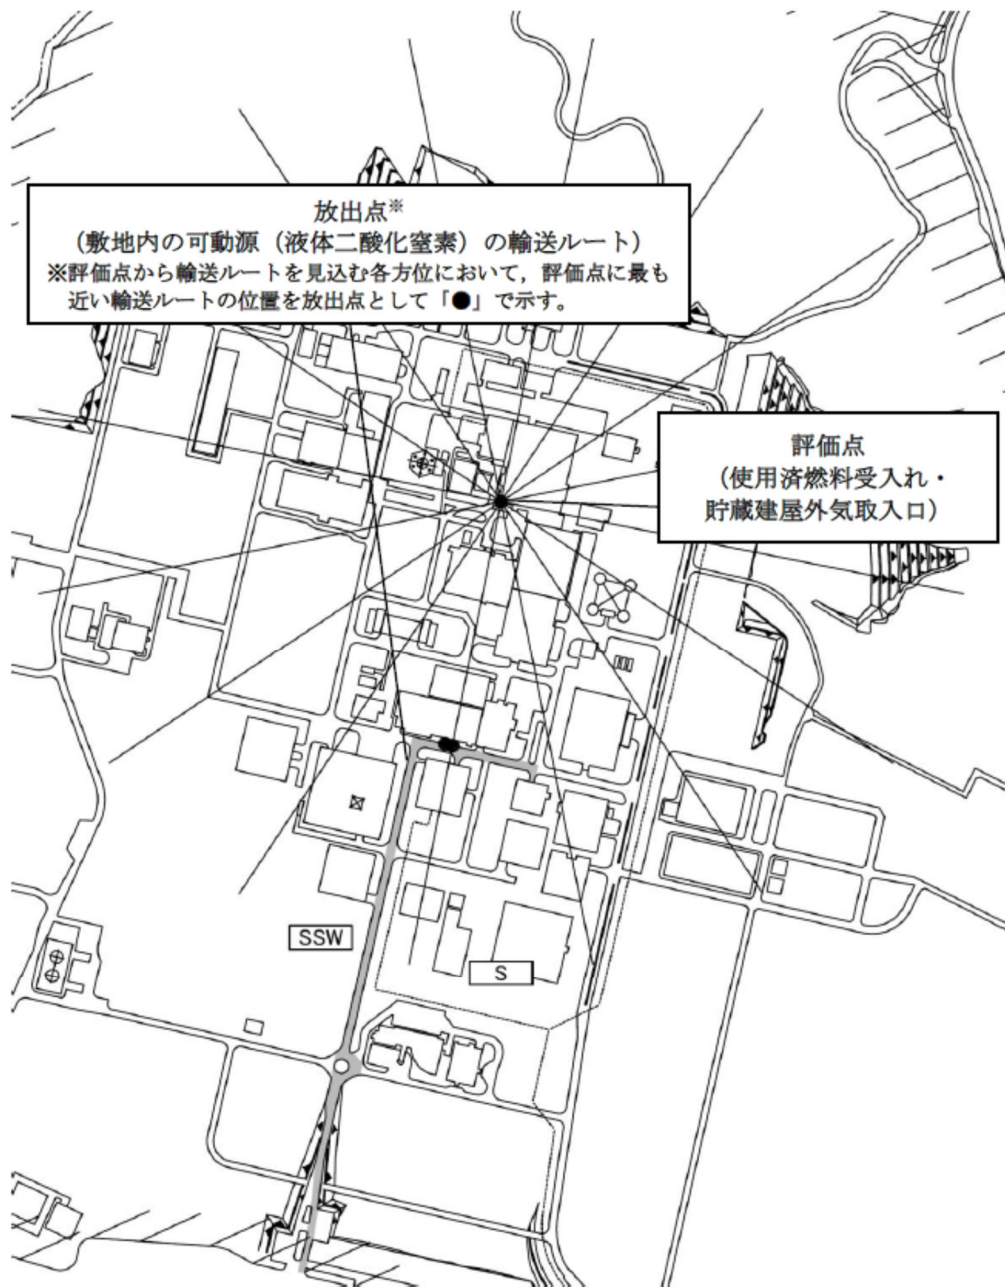 放出点※
（敷地内の可動源（液体二酸化窒素）の輸送ルート）
※評価点から輸送ルートを見込む各方位において，評価点に最も
近い輸送ルートの位置を放出点として「●」で示す。
評価点
（使用済燃料受入れ・
貯蔵建屋外気取入口）
SSW
S